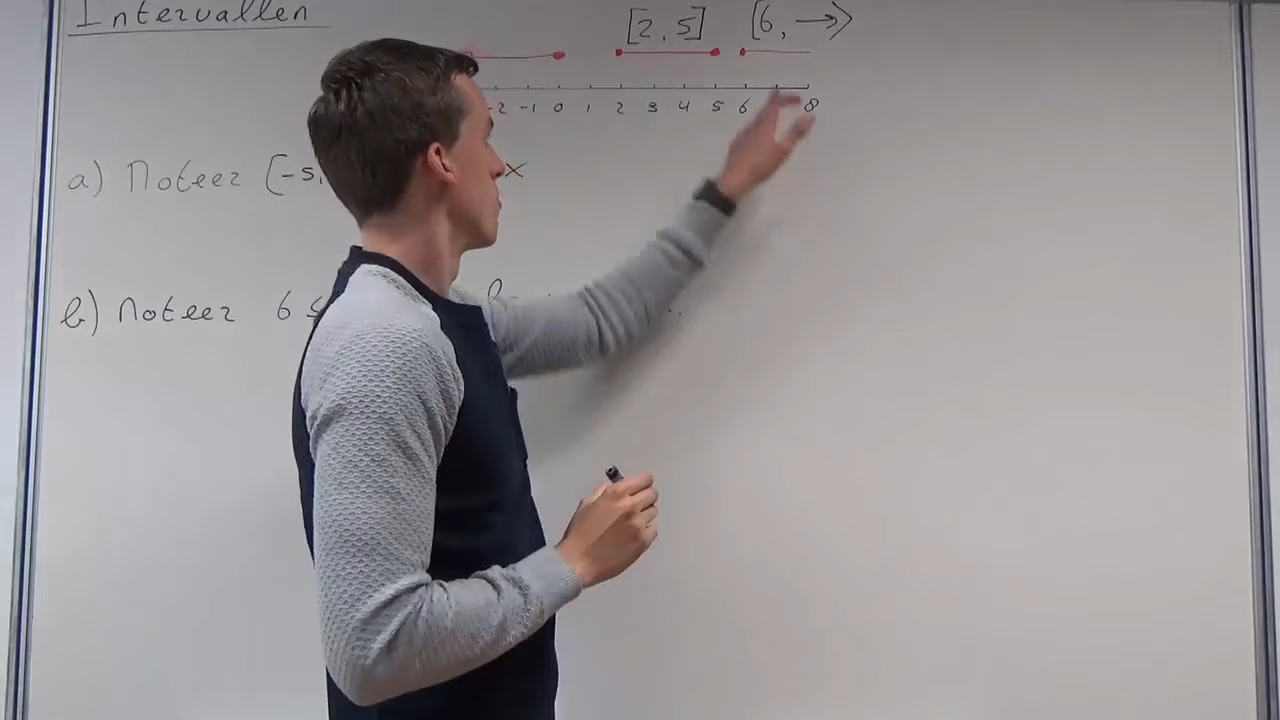 Intervallen
[2, 5] [6, →⟩
-2 -1 0 1 2 3 4 5 6 8
a) Noteer [-5, x
b) Noteer 6 ≤